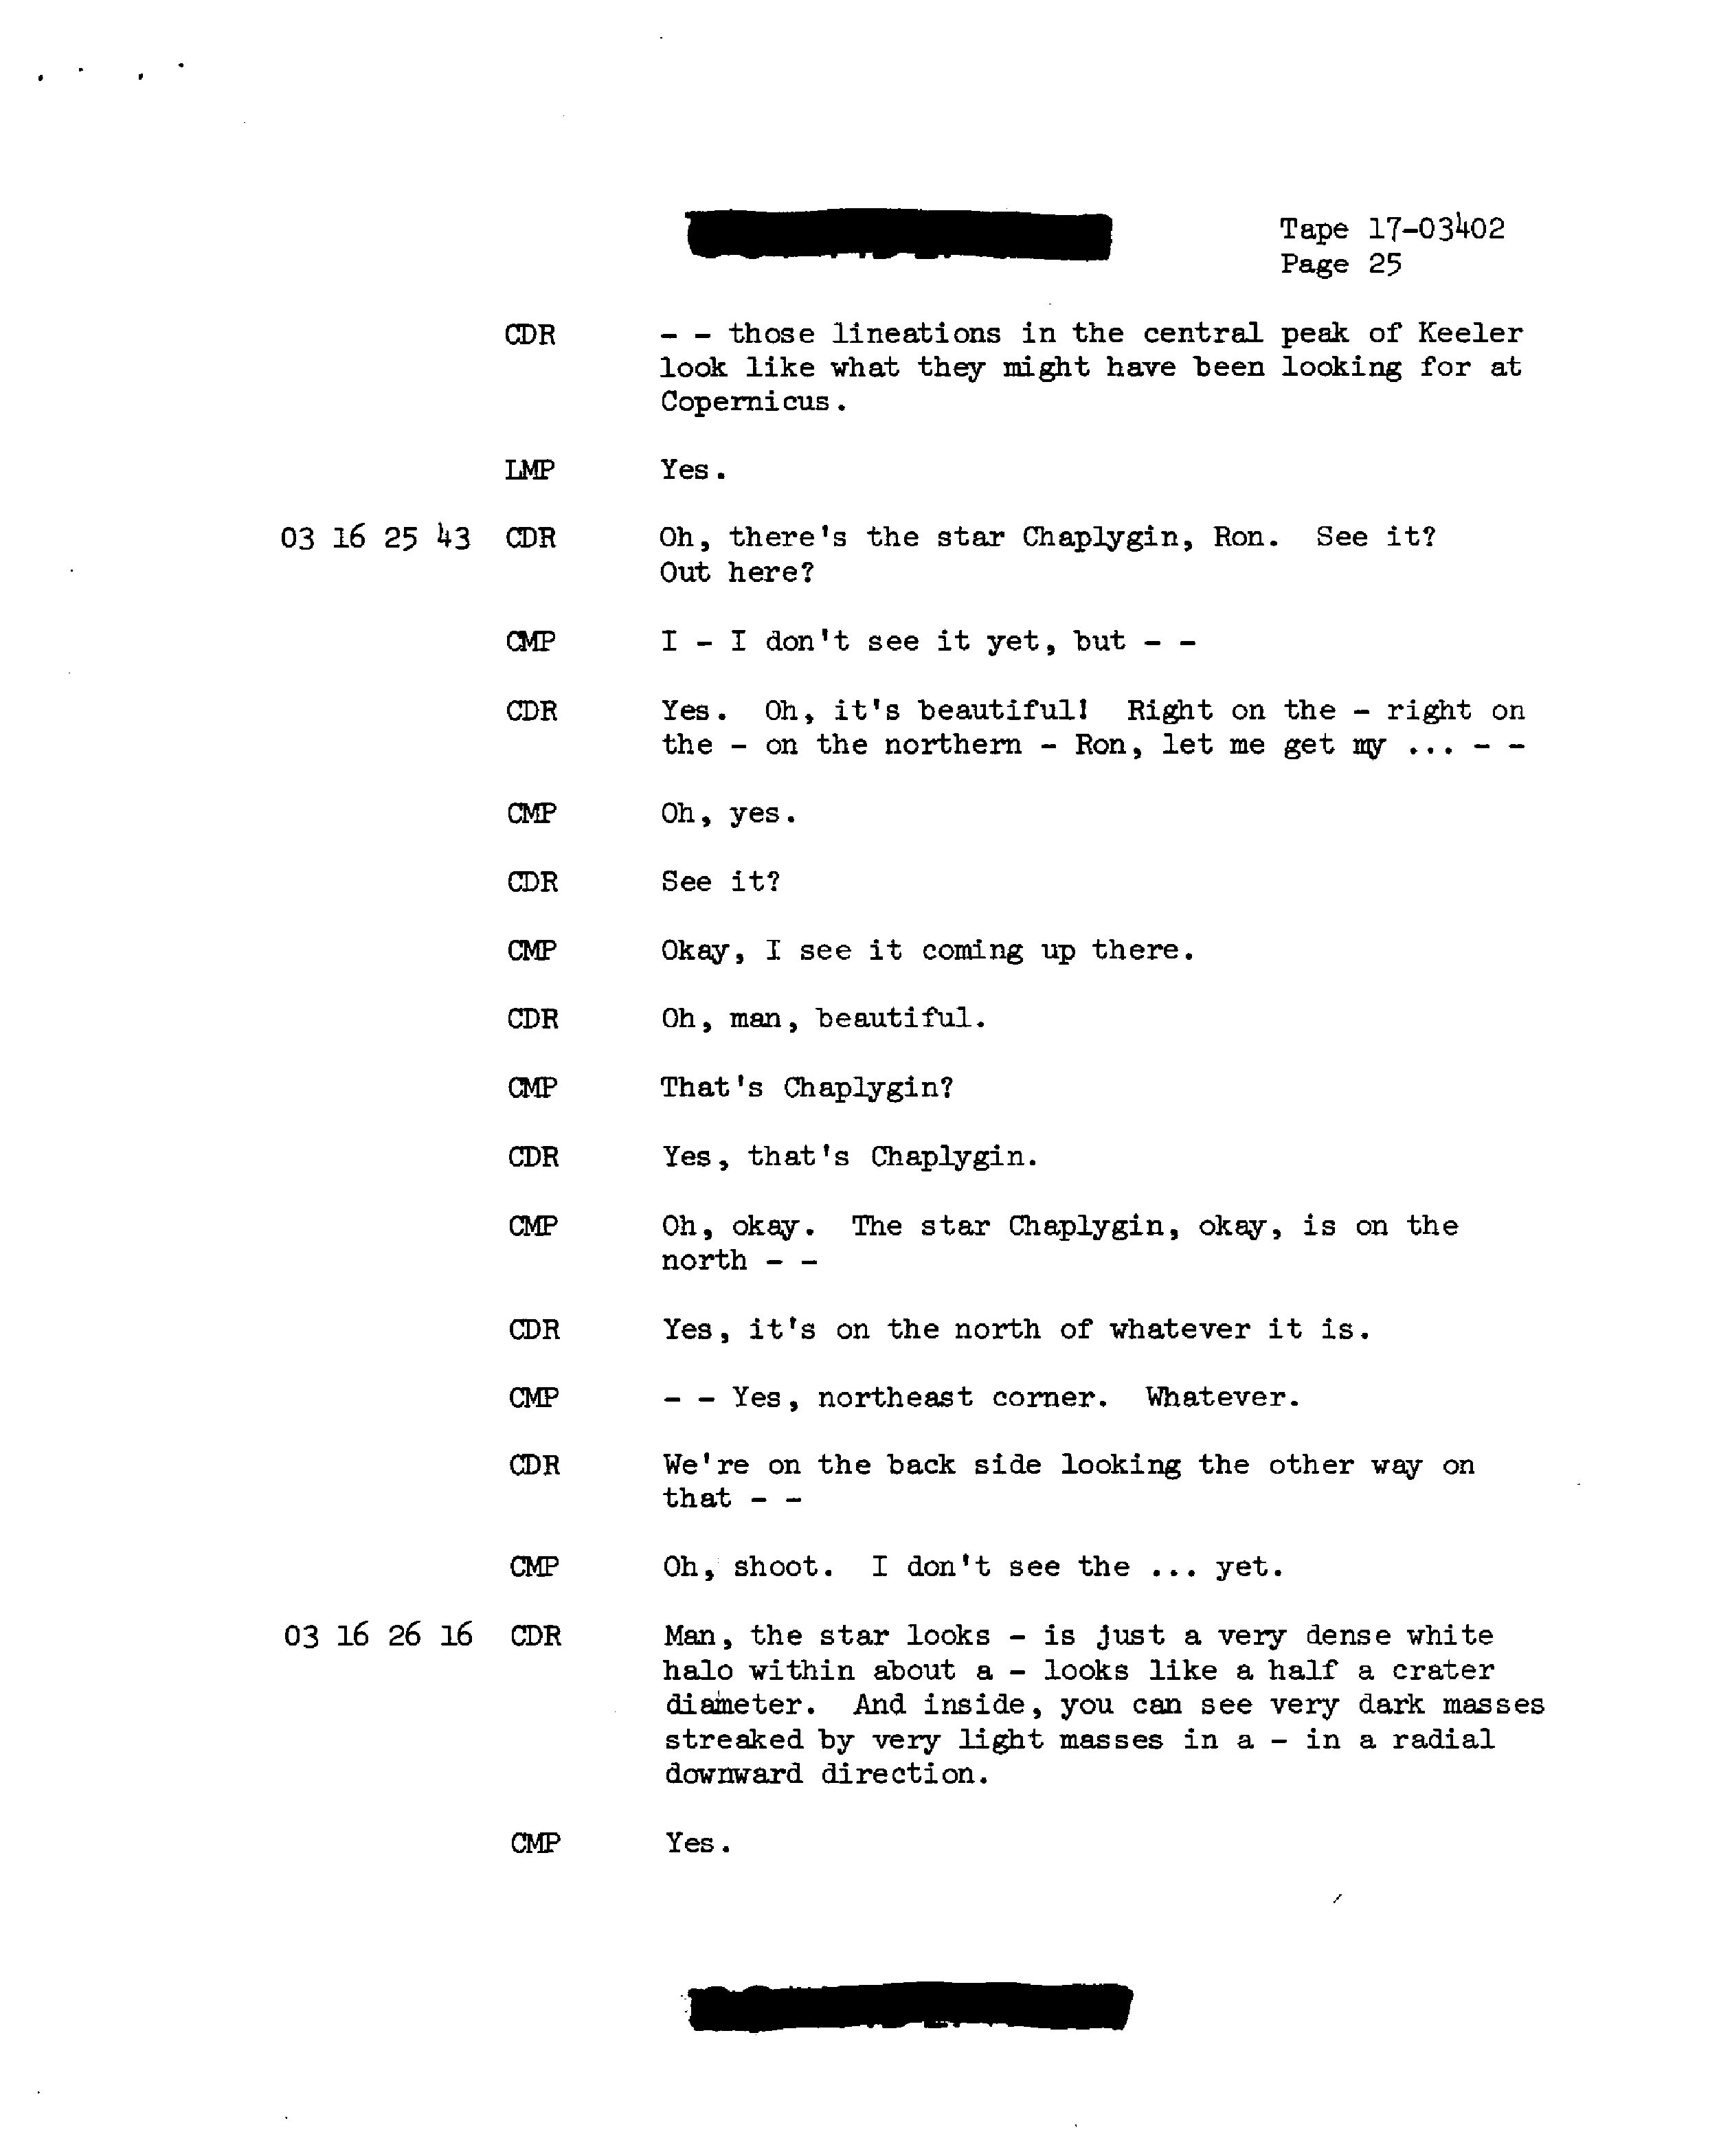 Tape 17-03402
Page 25
CDR - - those lineations in the central peak of Keeler
look like what they might have been looking for at
Copernicus.
LMP Yes.
03 16 25 43 CDR Oh, there's the star Chaplygin, Ron. See it?
Out here?
CMP I - I don't see it yet, but - -
CDR Yes. Oh, it's beautiful! Right on the - right on
the - on the northern - Ron, let me get my ... - -
CMP Oh, yes.
CDR See it?
CMP Okay, I see it coming up there.
CDR Oh, man, beautiful.
CMP That's Chaplygin?
CDR Yes, that's Chaplygin.
CMP Oh, okay. The star Chaplygin, okay, is on the
north - -
CDR Yes, it's on the north of whatever it is.
CMP - - Yes, northeast corner. Whatever.
CDR We're on the back side looking the other way on
that - -
CMP Oh, shoot. I don't see the ... yet.
03 16 26 16 CDR Man, the star looks - is just a very dense white
halo within about a - looks like a half a crater
diameter. And inside, you can see very dark masses
streaked by very light masses in a - in a radial
downward direction.
CMP Yes.